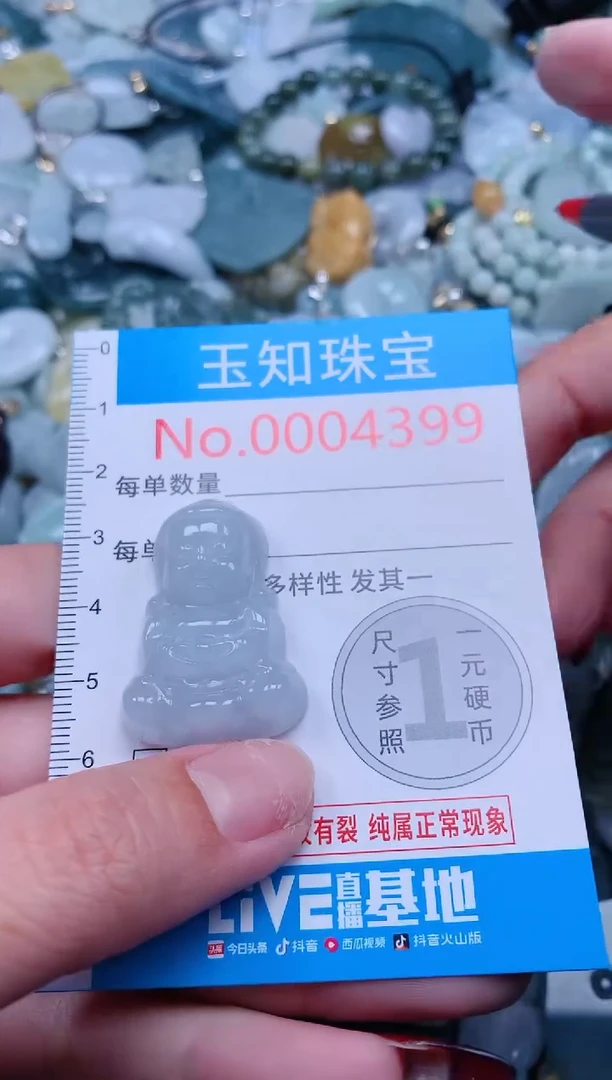 玉知珠宝
No.0004399
每单数量
每单
多样性 发其一
0
1
2
3
4
5
6
尺寸参照
1
一元硬币
有裂 纯属正常现象
LIVE直播基地
头条 今日头条 抖音 西瓜视频 抖音火山版